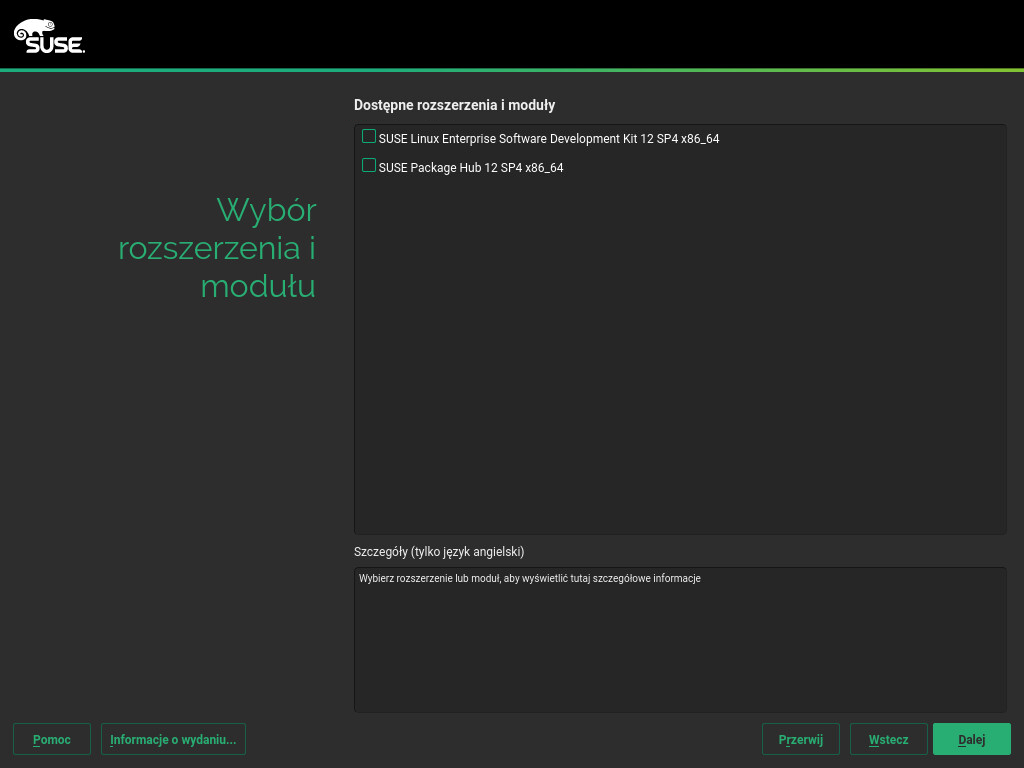 SUSE.
Dostępne rozszerzenia i moduły
SUSE Linux Enterprise Software Development Kit 12 SP4 x86_64
SUSE Package Hub 12 SP4 x86_64
Wybór
rozszerzenia i
modułu
Szczegóły (tylko język angielski)
Wybierz rozszerzenie lub moduł, aby wyświetlić tutaj szczegółowe informacje
Pomoc
Informacje o wydaniu...
Przerwij
Wstecz
Dalej